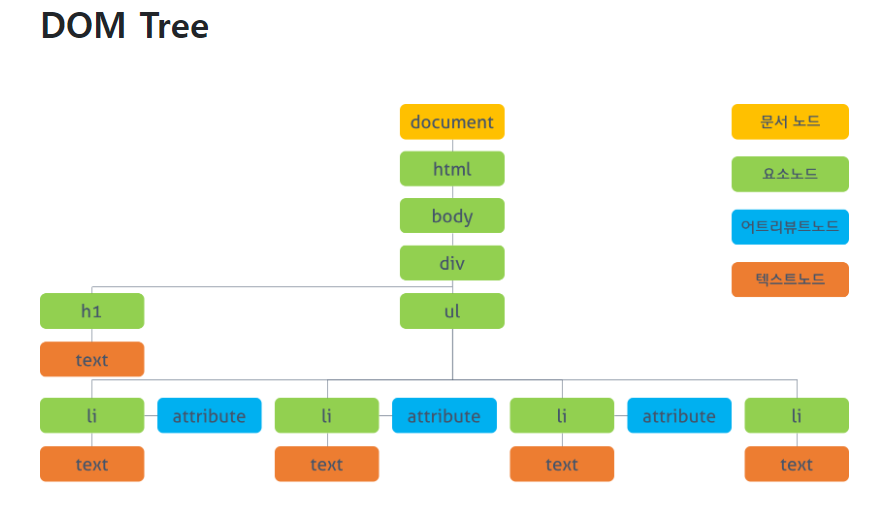 DOM Tree
document
문서 노드
html
요소노드
body
어트리뷰트노드
div
텍스트노드
h1
ul
text
li
attribute
li
attribute
li
attribute
li
text
text
text
text